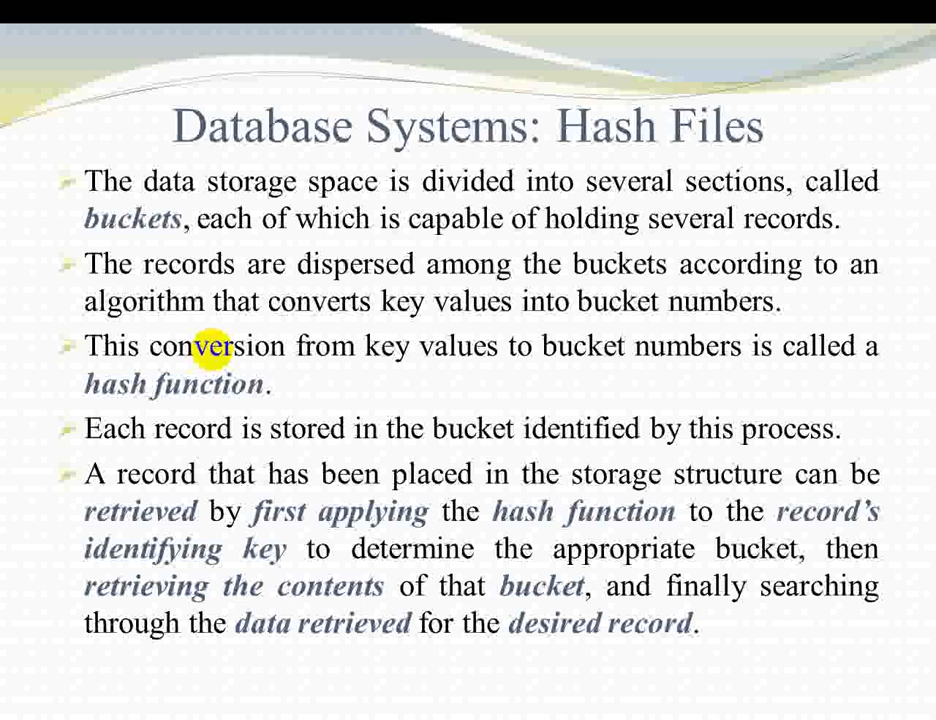 Database Systems: Hash Files
The data storage space is divided into several sections, called
buckets, each of which is capable of holding several records.
The records are dispersed among the buckets according to an
algorithm that converts key values into bucket numbers.
This conversion from key values to bucket numbers is called a
hash function.
Each record is stored in the bucket identified by this process.
A record that has been placed in the storage structure can be
retrieved by first applying the hash function to the record's
identifying key to determine the appropriate bucket, then
retrieving the contents of that bucket, and finally searching
through the data retrieved for the desired record.